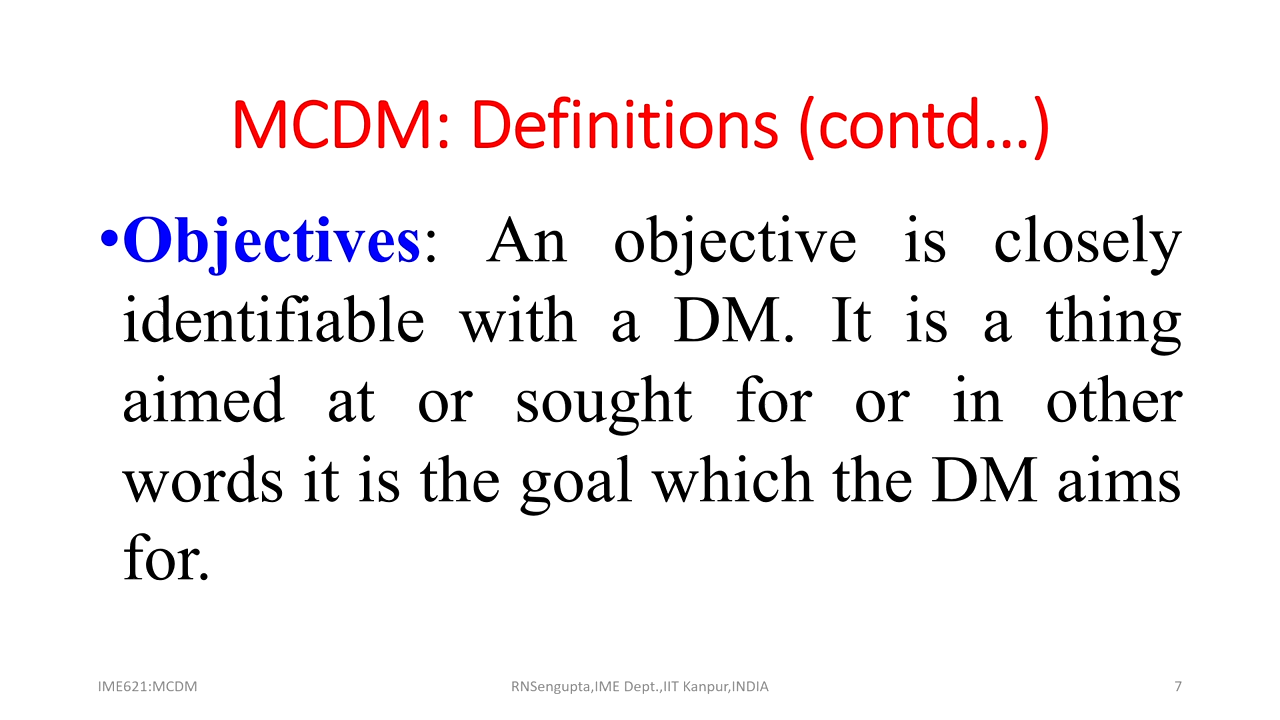 MCDM: Definitions (contd…)
•Objectives: An objective is closely
identifiable with a DM. It is a thing
aimed at or sought for or in other
words it is the goal which the DM aims
for.
IME621:MCDM
RNSengupta,IME Dept.,IIT Kanpur,INDIA
7